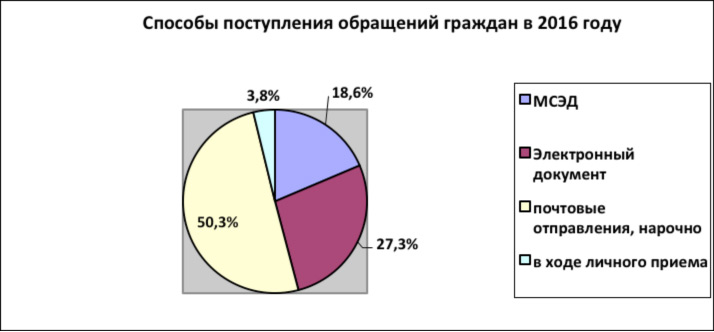 Способы поступления обращений граждан в 2016 году
3,8%
18,6%
50,3%
27,3%
МСЭД
Электронный
документ
почтовые
отправления, нарочно
в ходе личного приема